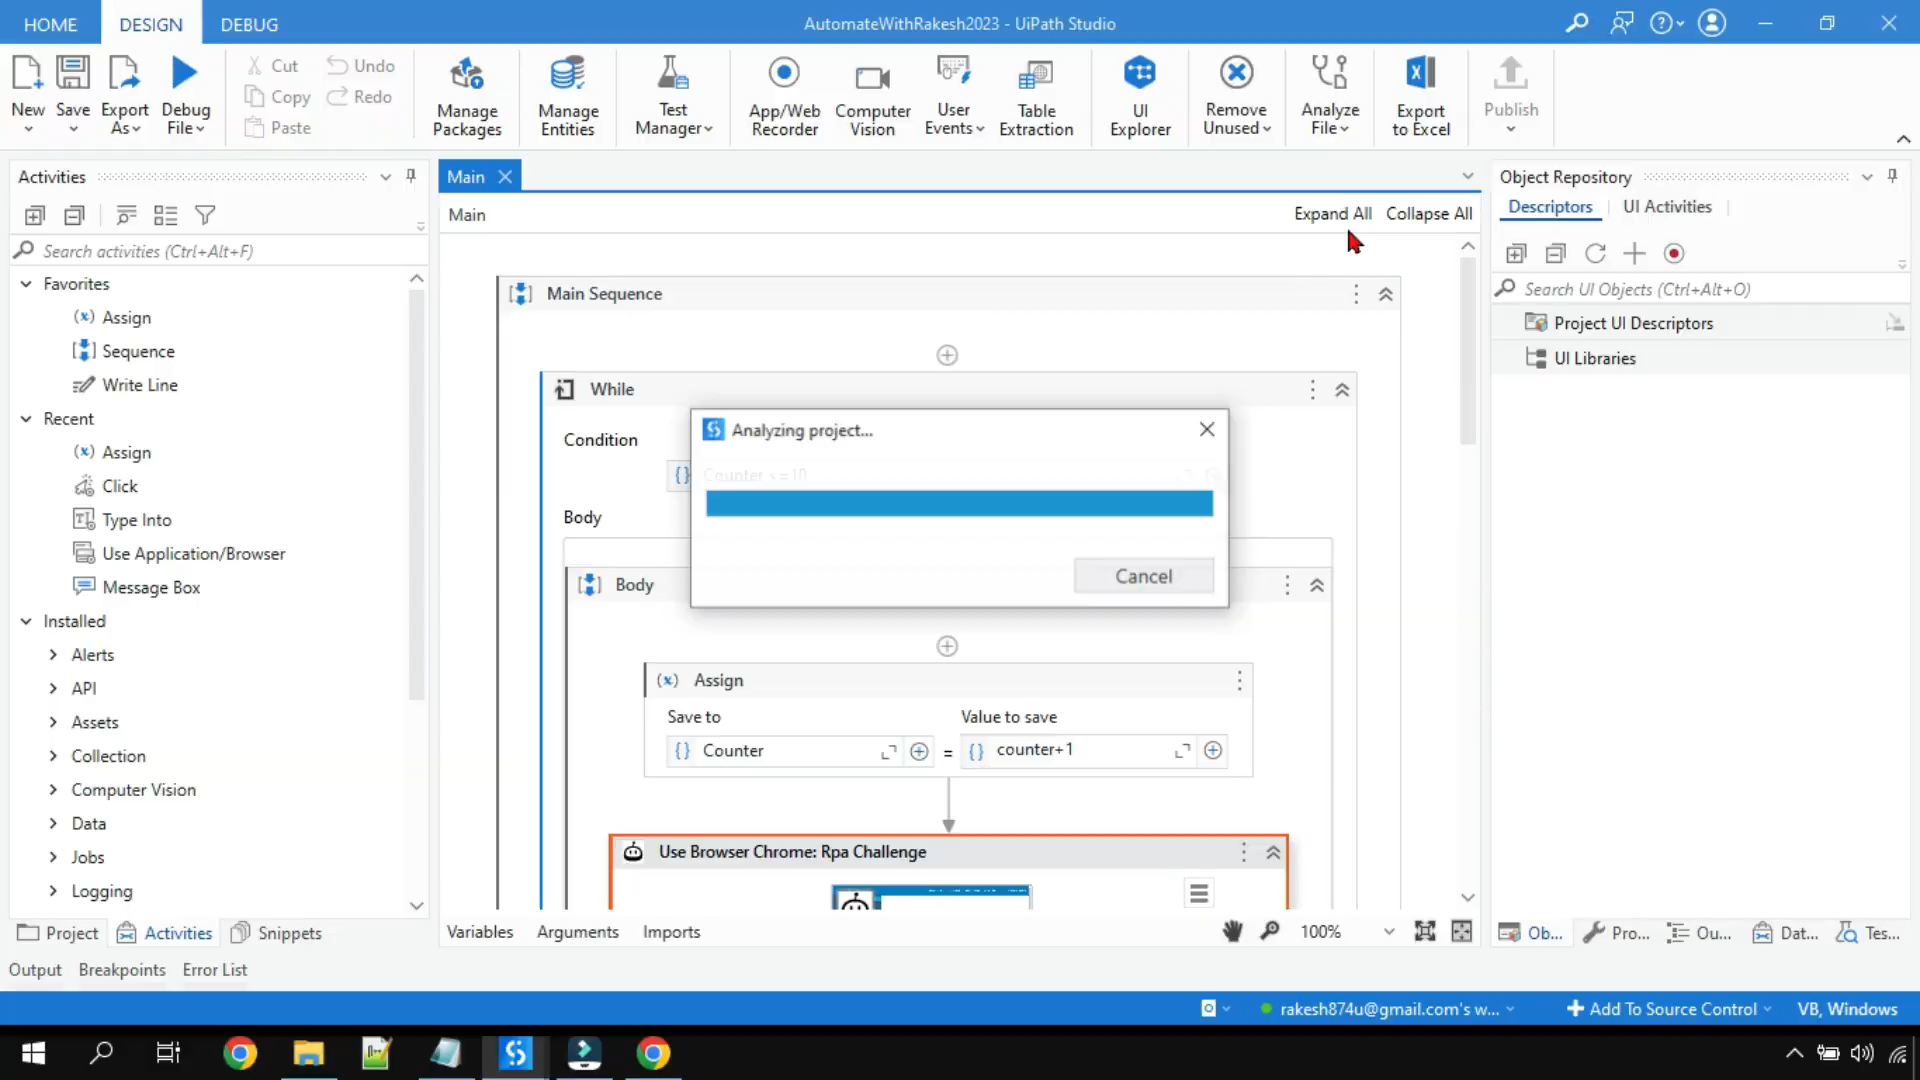 HOME
DESIGN
DEBUG
AutomateWithRakesh2023 - UiPath Studio
New
Save
Export As
Debug File
Cut
Copy
Paste
Undo
Redo
Manage Packages
Manage Entities
Test Manager
App/Web Recorder
Computer Vision
User Events
Table Extraction
UI Explorer
Remove Unused
Analyze File
Export to Excel
Publish
Activities
Search activities (Ctrl+Alt+F)
Favorites
Assign
Sequence
Write Line
Recent
Assign
Click
Type Into
Use Application/Browser
Message Box
Installed
Alerts
API
Assets
Collection
Computer Vision
Data
Jobs
Logging
Project
Activities
Snippets
Main
Main
Expand All
Collapse All
Main Sequence
While
Condition
Analyzing project...
Cancel
Body
Body
Assign
Save to
Value to save
Counter
=
counter+1
Use Browser Chrome: Rpa Challenge
Variables
Arguments
Imports
100%
Object Repository
Descriptors
UI Activities
Search UI Objects (Ctrl+Alt+O)
Project UI Descriptors
UI Libraries
Ob...
Pro...
Ou...
Dat...
Tes...
Output
Breakpoints
Error List
rakesh874u@gmail.com's w...
Add To Source Control
VB, Windows